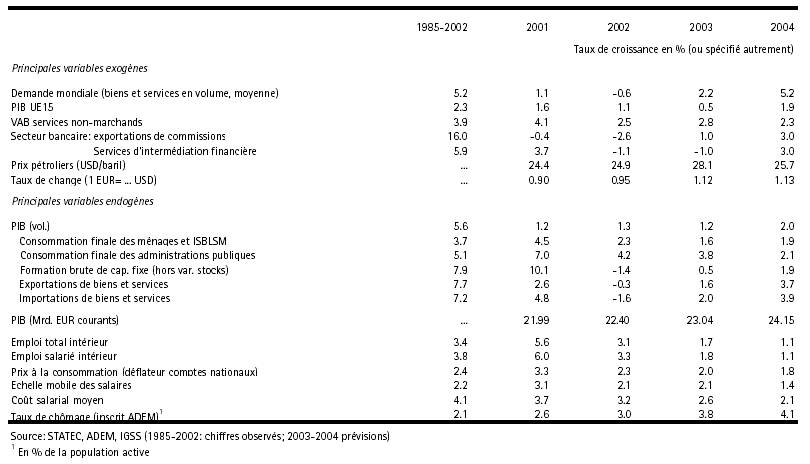 1985-2002 2001 2002 2003 2004
Taux de croissance en % (ou spécifié autrement)
Principales variables exogènes
Demande mondiale (biens et services en volume, moyenne) 5.2 1.1 -0.6 2.2 5.2
PIB UE15 2.3 1.6 1.1 0.5 1.9
VAB services non-marchands 3.9 4.1 2.5 2.8 2.3
Secteur bancaire: exportations de commissions 16.0 -0.4 -2.6 1.0 3.0
Services d'intermédiation financière 5.9 3.7 -1.1 -1.0 3.0
Prix pétroliers (USD/baril) ... 24.4 24.9 28.1 25.7
Taux de change (1 EUR= ... USD) ... 0.90 0.95 1.12 1.13
Principales variables endogènes
PIB (vol.) 5.6 1.2 1.3 1.2 2.0
Consommation finale des ménages et ISBLSM 3.7 4.5 2.3 1.6 1.9
Consommation finale des administrations publiques 5.1 7.0 4.2 3.8 2.1
Formation brute de cap. fixe (hors var. stocks) 7.9 10.1 -1.4 0.5 1.9
Exportations de biens et services 7.7 2.6 -0.3 1.6 3.7
Importations de biens et services 7.2 4.8 -1.6 2.0 3.9
PIB (Mrd. EUR courants) ... 21.99 22.40 23.04 24.15
Emploi total intérieur 3.4 5.6 3.1 1.7 1.1
Emploi salarié intérieur 3.8 6.0 3.3 1.8 1.1
Prix à la consommation (déflateur comptes nationaux) 2.4 3.3 2.3 2.0 1.8
Echelle mobile des salaires 2.2 3.1 2.1 2.1 1.4
Coût salarial moyen 4.1 3.7 3.2 2.6 2.1
Taux de chômage (inscrit ADEM)1 2.1 2.6 3.0 3.8 4.1
Source: STATEC, ADEM, IGSS (1985-2002: chiffres observés; 2003-2004 prévisions)
1 En % de la population active